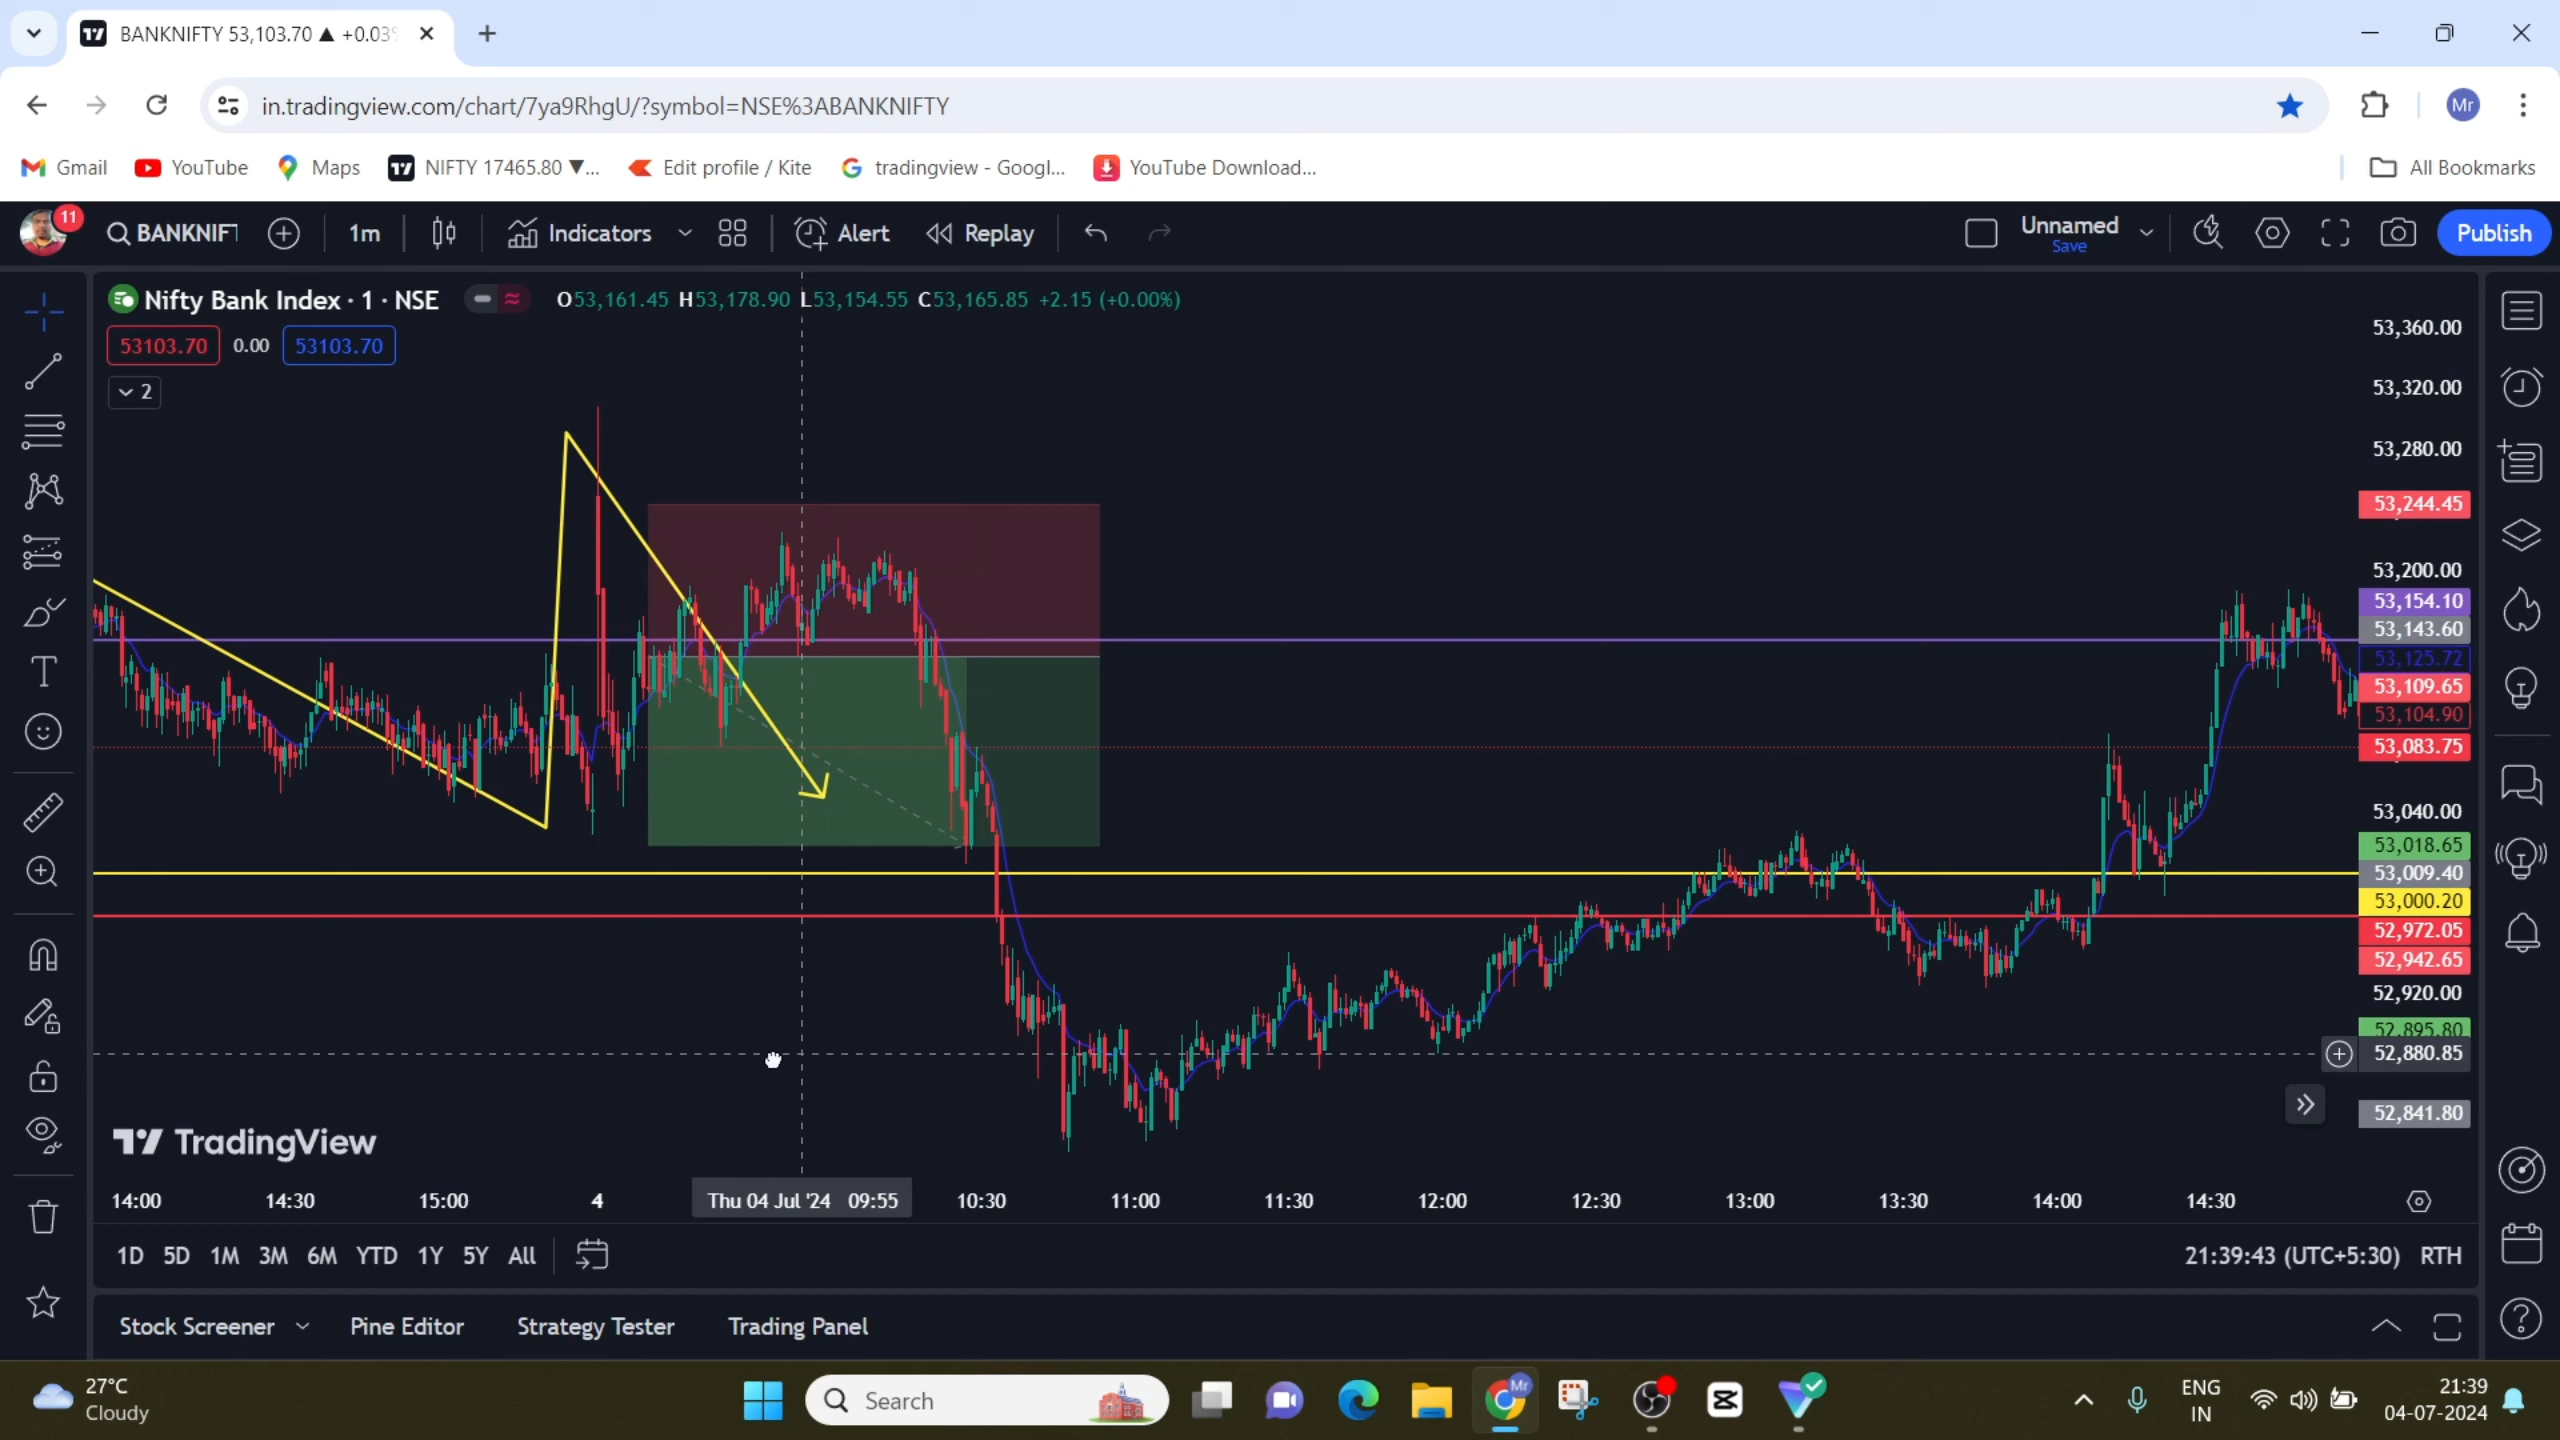 BANKNIFTY 53,103.70 ▲ +0.03%
in.tradingview.com/chart/7ya9RhgU/?symbol=NSE%3ABANKNIFTY
Mr
Gmail
YouTube
Maps
NIFTY 17465.80 ▼...
Edit profile / Kite
tradingview - Googl...
YouTube Download...
All Bookmarks
11
BANKNIFT
1m
Indicators
Alert
Replay
Unnamed
Save
Publish
Nifty Bank Index · 1 · NSE
O53,161.45 H53,178.90 L53,154.55 C53,165.85 +2.15 (+0.00%)
53103.70
0.00
53103.70
2
53,360.00
53,320.00
53,280.00
53,244.45
53,200.00
53,154.10
53,143.60
53,125.72
53,109.65
53,104.90
53,083.75
53,040.00
53,018.65
53,009.40
53,000.20
52,972.05
52,942.65
52,920.00
52,895.80
52,880.85
52,841.80
TradingView
14:00
14:30
15:00
4
Thu 04 Jul '24 09:55
10:30
11:00
11:30
12:00
12:30
13:00
13:30
14:00
14:30
1D
5D
1M
3M
6M
YTD
1Y
5Y
All
21:39:43 (UTC+5:30)
RTH
Stock Screener
Pine Editor
Strategy Tester
Trading Panel
27°C
Cloudy
Search
Mr
ENG
IN
21:39
04-07-2024